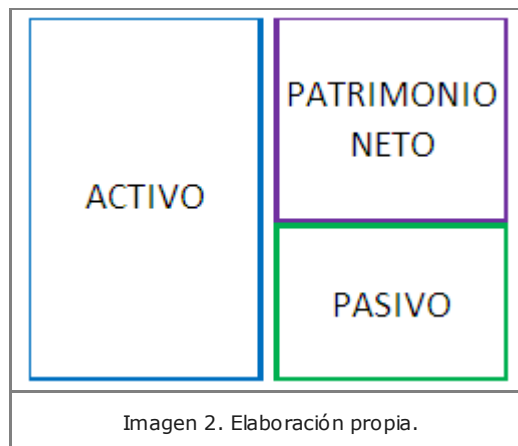 ACTIVO
PATRIMONIO
NETO
PASIVO
Imagen 2. Elaboración propia.